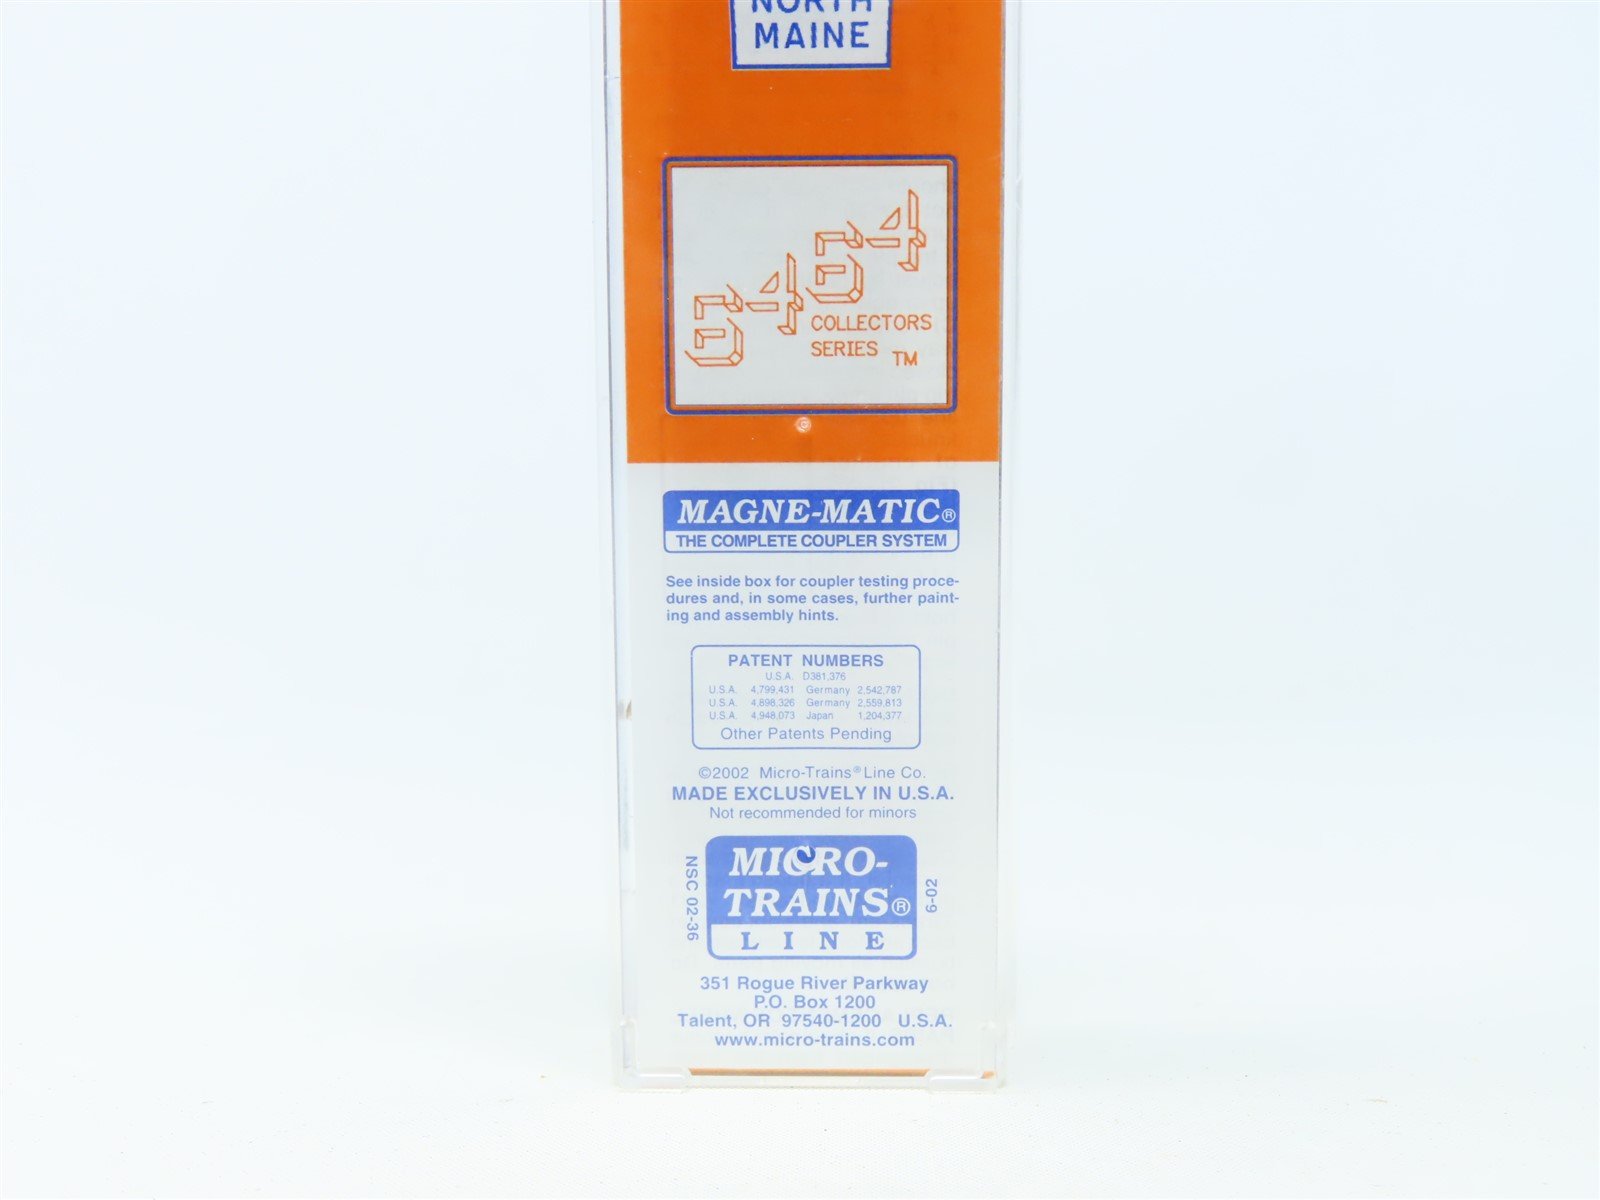 NORTH
MAINE
6464
COLLECTORS
SERIES TM
MAGNE-MATIC®
THE COMPLETE COUPLER SYSTEM
See inside box for coupler testing proce-
dures and, in some cases, further paint-
ing and assembly hints.
PATENT NUMBERS
U.S.A. D381,376
U.S.A. 4,799,431 Germany 2,542,787
U.S.A. 4,898,326 Germany 2,559,813
U.S.A. 4,948,073 Japan 1,204,377
Other Patents Pending
©2002 Micro-Trains® Line Co.
MADE EXCLUSIVELY IN U.S.A.
Not recommended for minors
NSC 02-36
MICRO-
TRAINS®
LINE
6-02
351 Rogue River Parkway
P.O. Box 1200
Talent, OR 97540-1200 U.S.A.
www.micro-trains.com